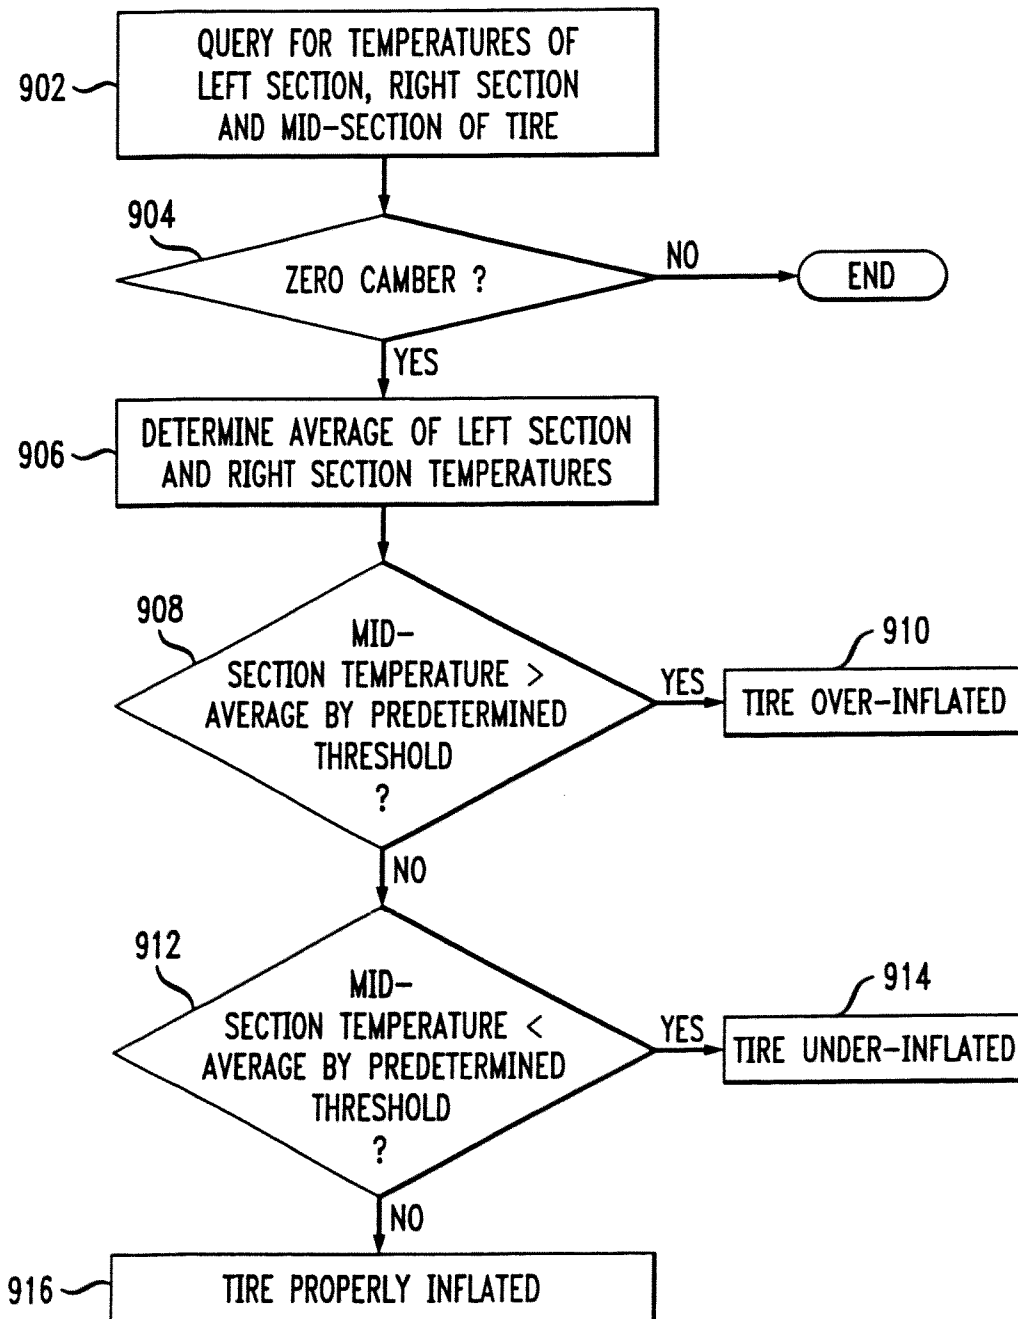 902
QUERY FOR TEMPERATURES OF
LEFT SECTION, RIGHT SECTION
AND MID-SECTION OF TIRE
904
ZERO CAMBER ?
NO
END
YES
906
DETERMINE AVERAGE OF LEFT SECTION
AND RIGHT SECTION TEMPERATURES
908
MID-
SECTION TEMPERATURE >
AVERAGE BY PREDETERMINED
THRESHOLD
?
YES
910
TIRE OVER-INFLATED
NO
912
MID-
SECTION TEMPERATURE <
AVERAGE BY PREDETERMINED
THRESHOLD
?
YES
914
TIRE UNDER-INFLATED
NO
916
TIRE PROPERLY INFLATED